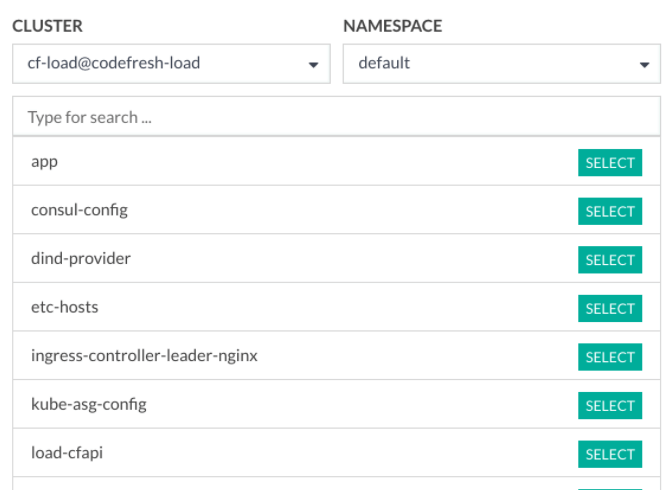 CLUSTER NAMESPACE
cf-load@codefresh-load default
Type for search ...
app SELECT
consul-config SELECT
dind-provider SELECT
etc-hosts SELECT
ingress-controller-leader-nginx SELECT
kube-asg-config SELECT
load-cfapi SELECT